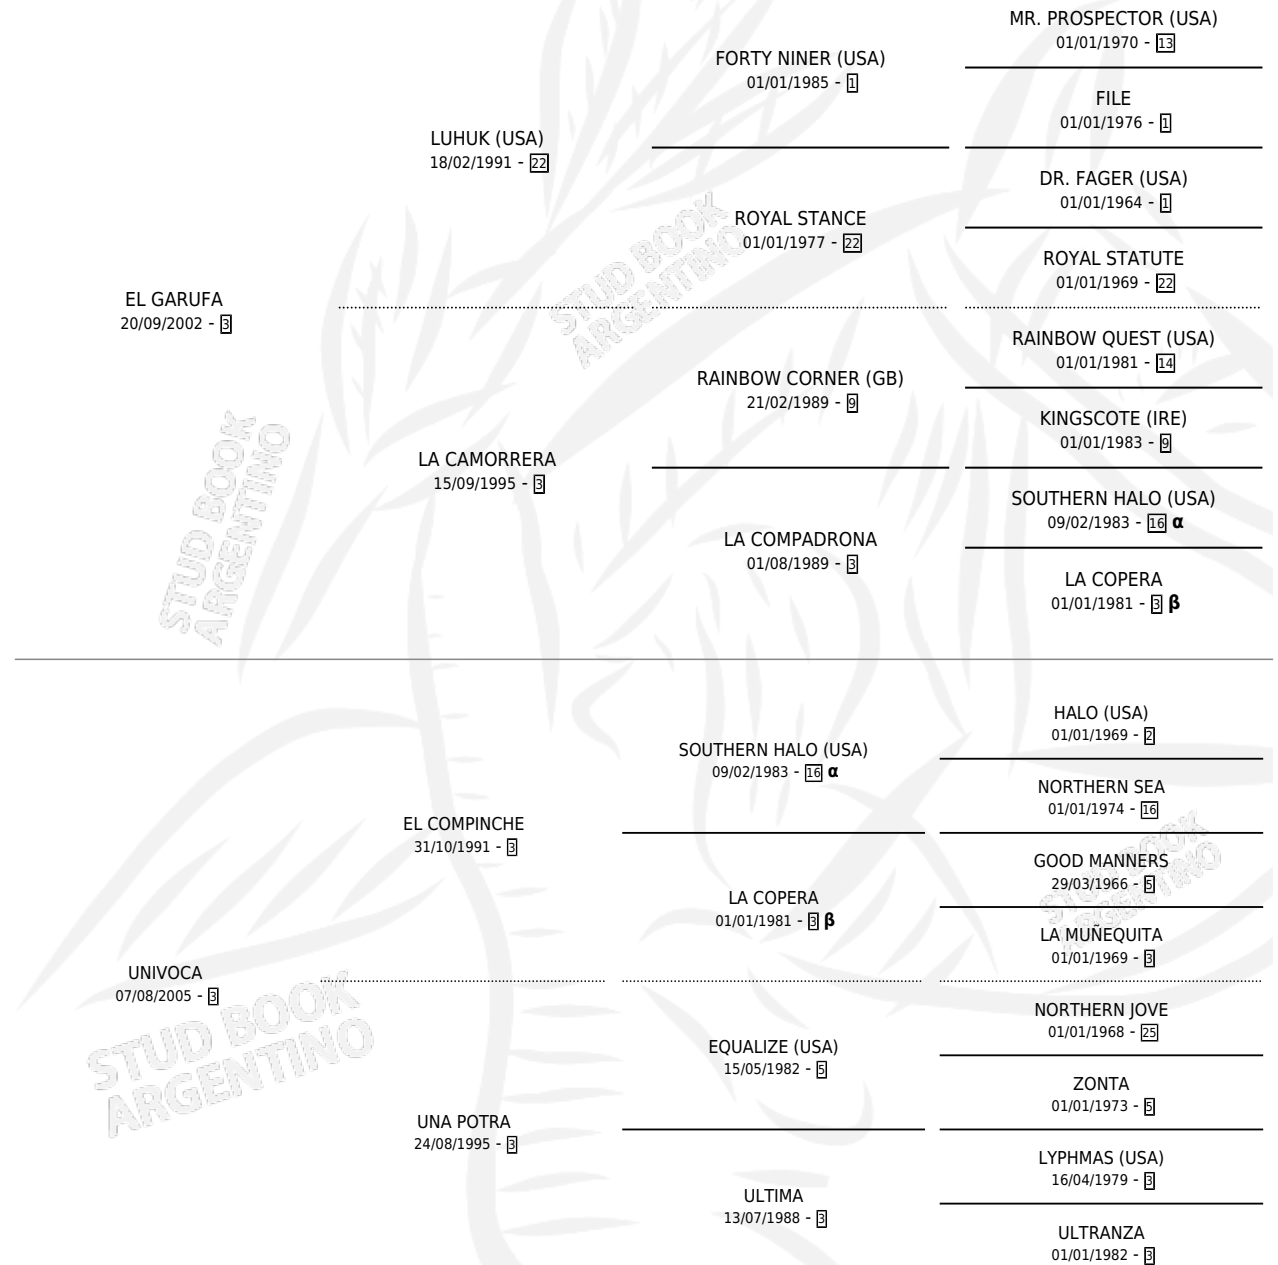 MR. PROSPECTOR (USA)
01/01/1970 - 13
FORTY NINER (USA)
01/01/1985 - 1
FILE
01/01/1976 - 1
LUHUK (USA)
18/02/1991 - 22
DR. FAGER (USA)
01/01/1964 - 1
ROYAL STANCE
01/01/1977 - 22
ROYAL STATUTE
01/01/1969 - 22
EL GARUFA
20/09/2002 - 3
RAINBOW QUEST (USA)
01/01/1981 - 14
RAINBOW CORNER (GB)
21/02/1989 - 9
KINGSCOTE (IRE)
01/01/1983 - 9
LA CAMORRERA
15/09/1995 - 3
SOUTHERN HALO (USA)
09/02/1983 - 16 α
LA COMPADRONA
01/08/1989 - 3
LA COPERA
01/01/1981 - 3 β
HALO (USA)
01/01/1969 - 2
SOUTHERN HALO (USA)
09/02/1983 - 16 α
NORTHERN SEA
01/01/1974 - 16
EL COMPINCHE
31/10/1991 - 3
GOOD MANNERS
29/03/1966 - 5
LA COPERA
01/01/1981 - 3 β
LA MUÑEQUITA
01/01/1969 - 3
UNIVOCA
07/08/2005 - 3
NORTHERN JOVE
01/01/1968 - 25
EQUALIZE (USA)
15/05/1982 - 5
ZONTA
01/01/1973 - 5
UNA POTRA
24/08/1995 - 3
LYPHMAS (USA)
16/04/1979 - 3
ULTIMA
13/07/1988 - 3
ULTRANZA
01/01/1982 - 3
STUD BOOK
ARGENTINO
STUD BOOK
ARGENTINO
STUD BOOK
ARGENTINO
STUD BOOK
ARGENTINO